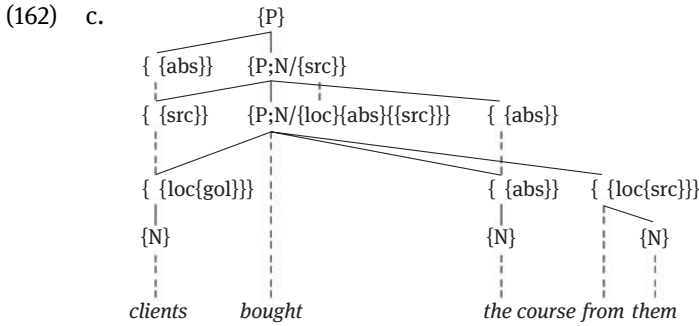 (162) c. {P}
{ {abs}} {P;N/{src}}
{ {src}} {P;N/{loc}{abs}{{src}}} { {abs}}
{ {loc{gol}}} { {abs}} { {loc{src}}}
{N} {N} {N}
clients bought the course from them